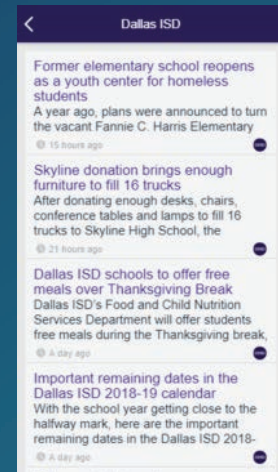 Dallas ISD
Former elementary school reopens
as a youth center for homeless
students
A year ago, plans were announced to turn
the vacant Fannie C. Harris Elementary
15 hours ago
Skyline donation brings enough
furniture to fill 16 trucks
After donating enough desks, chairs,
conference tables and lamps to fill 16
trucks to Skyline High School, the
21 hours ago
Dallas ISD schools to offer free
meals over Thanksgiving Break
Dallas ISD's Food and Child Nutrition
Services Department will offer students
free meals during the Thanksgiving break,
A day ago
Important remaining dates in the
Dallas ISD 2018-19 calendar
With the school year getting close to the
halfway mark, here are the important
remaining dates in the Dallas ISD 2018-
A day ago